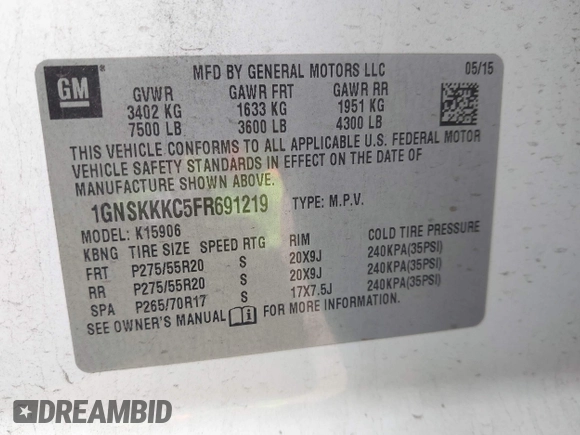 GM
®
MFD BY GENERAL MOTORS LLC 05/15
GVWR GAWR FRT GAWR RR
3402 KG 1633 KG 1951 KG
7500 LB 3600 LB 4300 LB
THIS VEHICLE CONFORMS TO ALL APPLICABLE U.S. FEDERAL MOTOR
VEHICLE SAFETY STANDARDS IN EFFECT ON THE DATE OF
MANUFACTURE SHOWN ABOVE.
1GNSKKKC5FR691219 TYPE: M.P.V.
MODEL: K15906
KBNG TIRE SIZE SPEED RTG RIM COLD TIRE PRESSURE
FRT P275/55R20 S 20X9J 240KPA(35PSI)
RR P275/55R20 S 20X9J 240KPA(35PSI)
SPA P265/70R17 S 17X7.5J 240KPA(35PSI)
SEE OWNER'S MANUAL FOR MORE INFORMATION.
DREAMBID